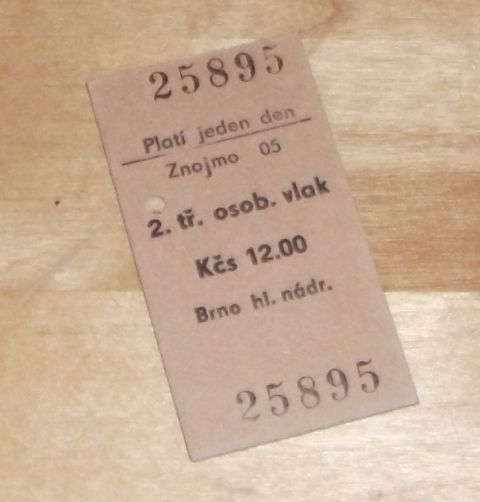 25895
Platí jeden den
Znojmo 05
2. tř. osob. vlak
Kčs 12.00
Brno hl. nádr.
25895